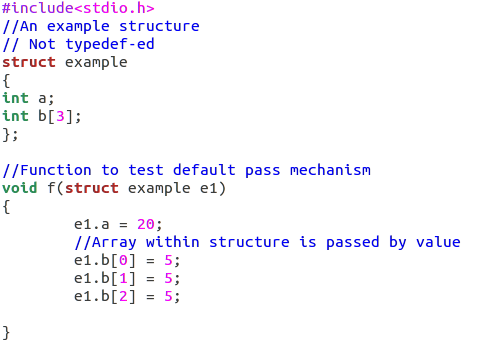 #include<stdio.h>
//An example structure
// Not typedef-ed
struct example
{
int a;
int b[3];
};

//Function to test default pass mechanism
void f(struct example e1)
{
        e1.a = 20;
        //Array within structure is passed by value
        e1.b[0] = 5;
        e1.b[1] = 5;
        e1.b[2] = 5;

}